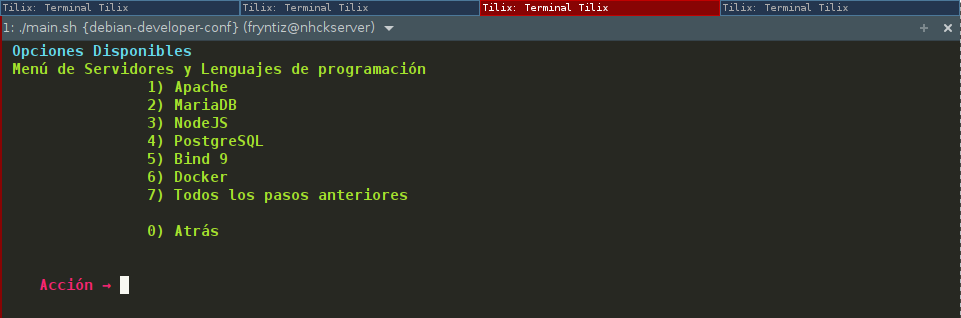 Tilix: Terminal Tilix
Tilix: Terminal Tilix
Tilix: Terminal Tilix
Tilix: Terminal Tilix
1: ./main.sh {debian-developer-conf} (fryntiz@nhckserver)
Opciones Disponibles
Menú de Servidores y Lenguajes de programación
1) Apache
2) MariaDB
3) NodeJS
4) PostgreSQL
5) Bind 9
6) Docker
7) Todos los pasos anteriores
0) Atrás
Acción →